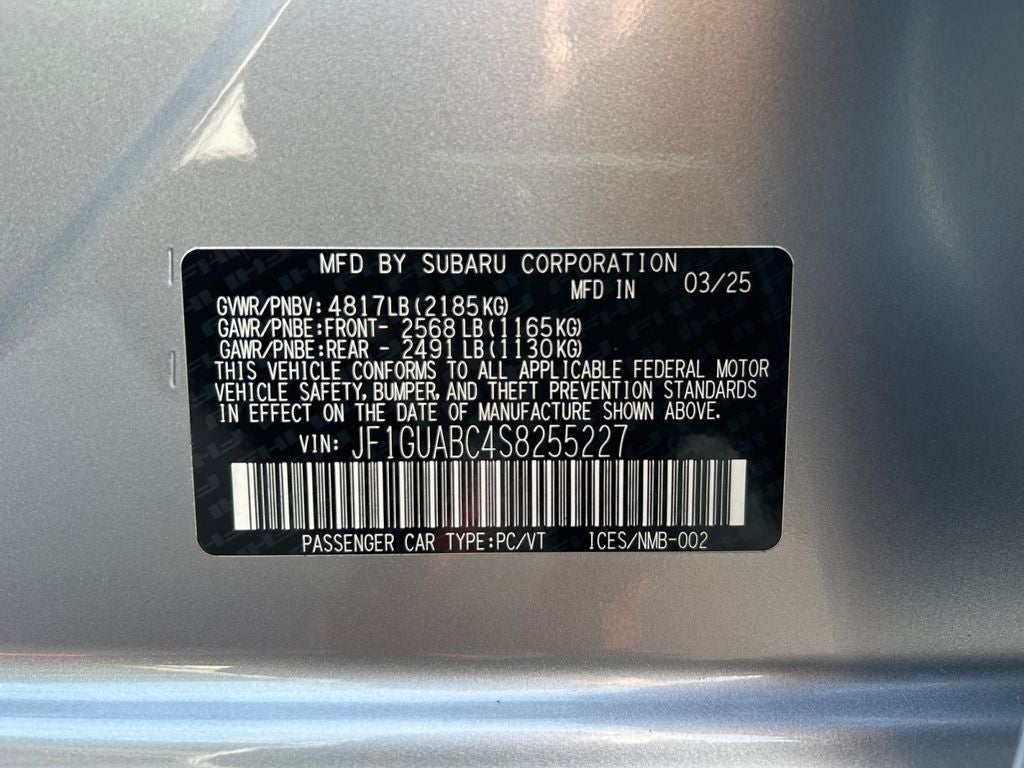 MFD BY SUBARU CORPORATION
MFD IN 03/25
GVWR/PNBV: 4817LB(2185KG)
GAWR/PNBE:FRONT- 2568LB(1165KG)
GAWR/PNBE:REAR - 2491LB(1130KG)
THIS VEHICLE CONFORMS TO ALL APPLICABLE FEDERAL MOTOR
VEHICLE SAFETY, BUMPER, AND THEFT PREVENTION STANDARDS
IN EFFECT ON THE DATE OF MANUFACTURE SHOWN ABOVE.
VIN: JF1GUABC4S8255227
PASSENGER CAR TYPE:PC/VT ICES/NMB-002